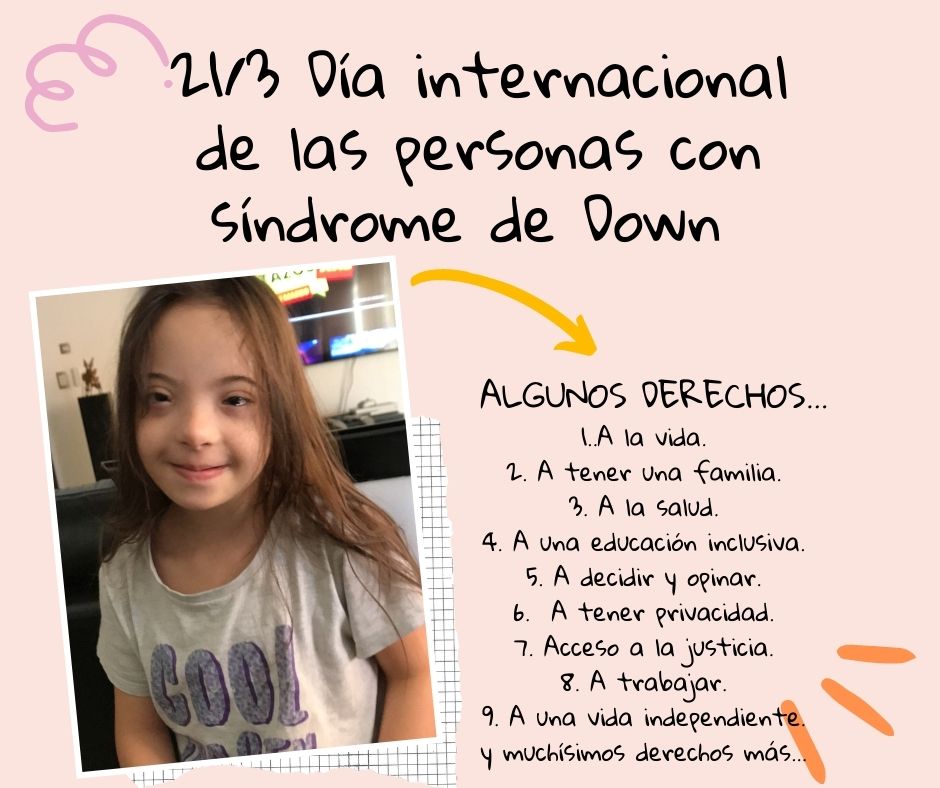 21/3 Día internacional
de las personas con
síndrome de Down
ALGUNOS DERECHOS...
1..A la vida.
2. A tener una familia.
3. A la salud.
4. A una educación inclusiva.
5. A decidir y opinar.
6. A tener privacidad.
7. Acceso a la justicia.
8. A trabajar.
9. A una vida independiente.
y muchísimos derechos más...
COOL